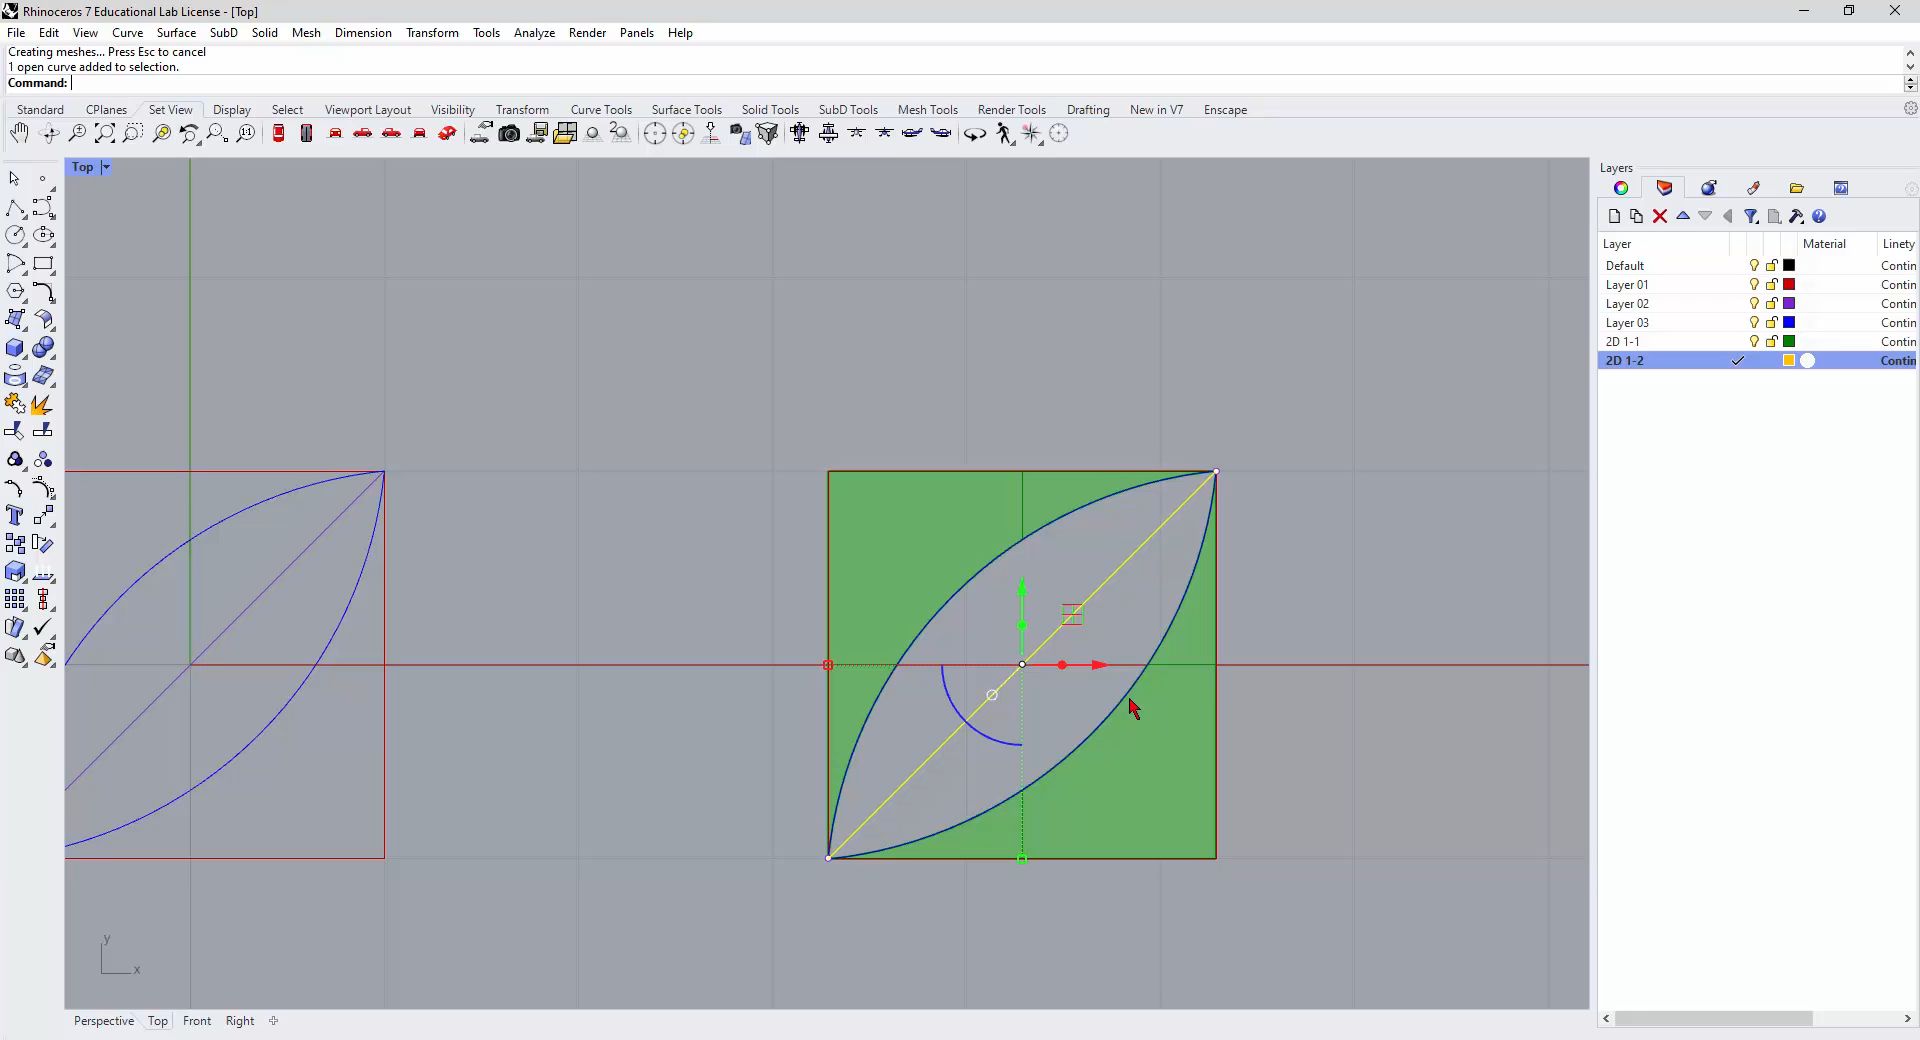 Rhinoceros 7 Educational Lab License - [Top]
File Edit View Curve Surface SubD Solid Mesh Dimension Transform Tools Analyze Render Panels Help
Creating meshes... Press Esc to cancel
1 open curve added to selection.
Command:
Standard CPlanes Set View Display Select Viewport Layout Visibility Transform Curve Tools Surface Tools Solid Tools SubD Tools Mesh Tools Render Tools Drafting New in V7 Enscape
Top
Layers
Layer Material Linety
Default Contin
Layer 01 Contin
Layer 02 Contin
Layer 03 Contin
2D 1-1 Contin
2D 1-2 Contin
y
x
Perspective Top Front Right